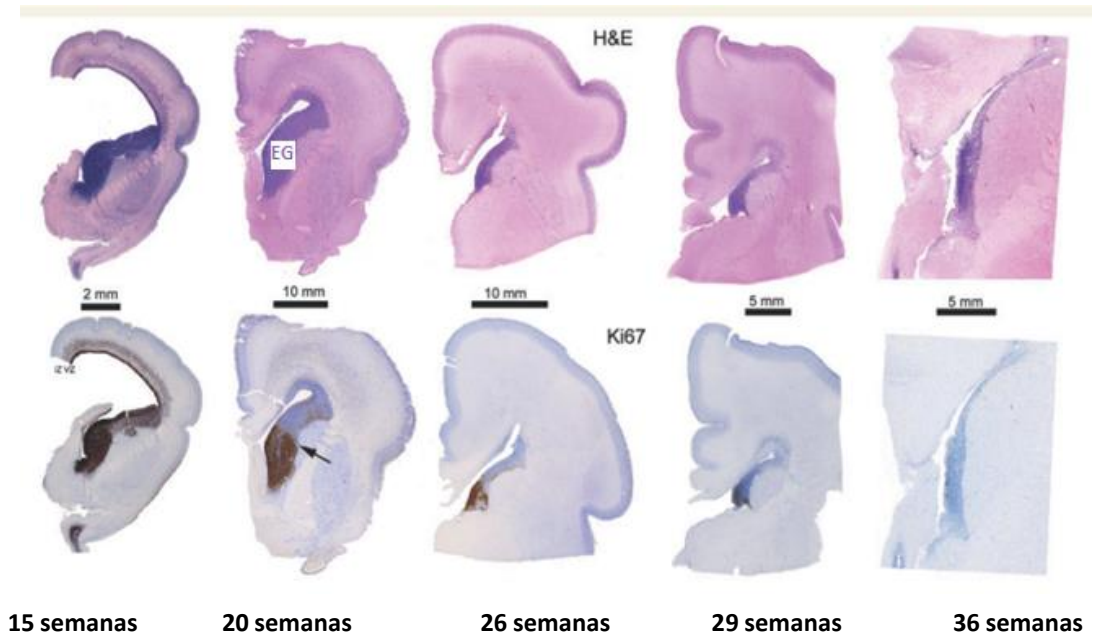 H&E
EG
2 mm
10 mm
10 mm
5 mm
5 mm
Ki67
IZ VZ
15 semanas
20 semanas
26 semanas
29 semanas
36 semanas